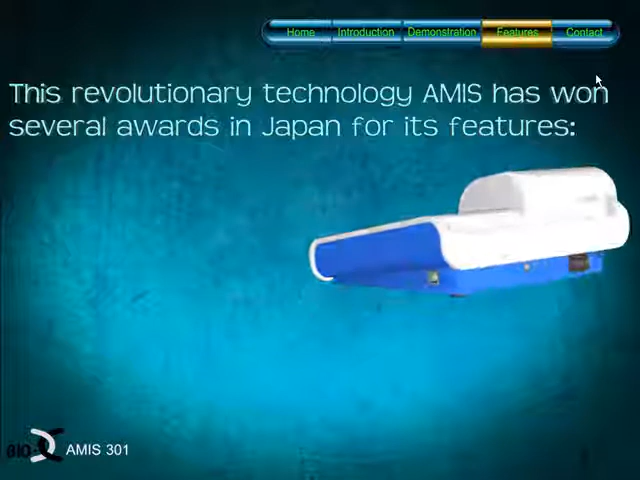 Home Introduction Demonstration Features Contact
This revolutionary technology AMIS has won
several awards in Japan for its features:
BIO-X AMIS 301